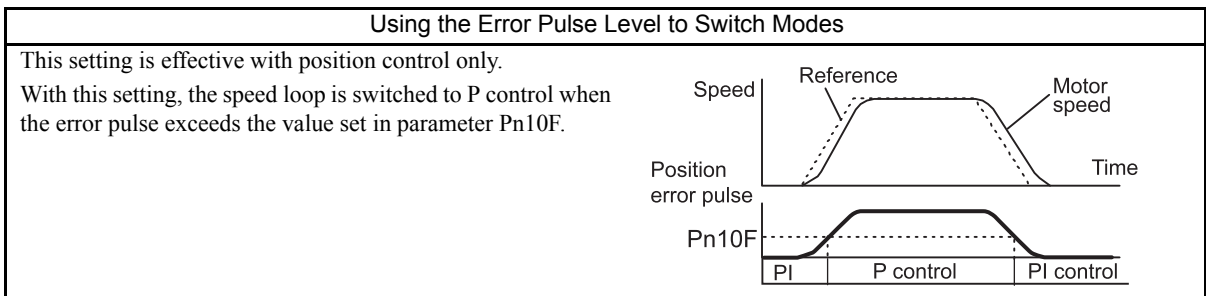 Using the Error Pulse Level to Switch Modes
This setting is effective with position control only.
With this setting, the speed loop is switched to P control when
the error pulse exceeds the value set in parameter Pn10F.
Speed
Reference
Motor
speed
Time
Position
error pulse
Pn10F
PI
P control
PI control